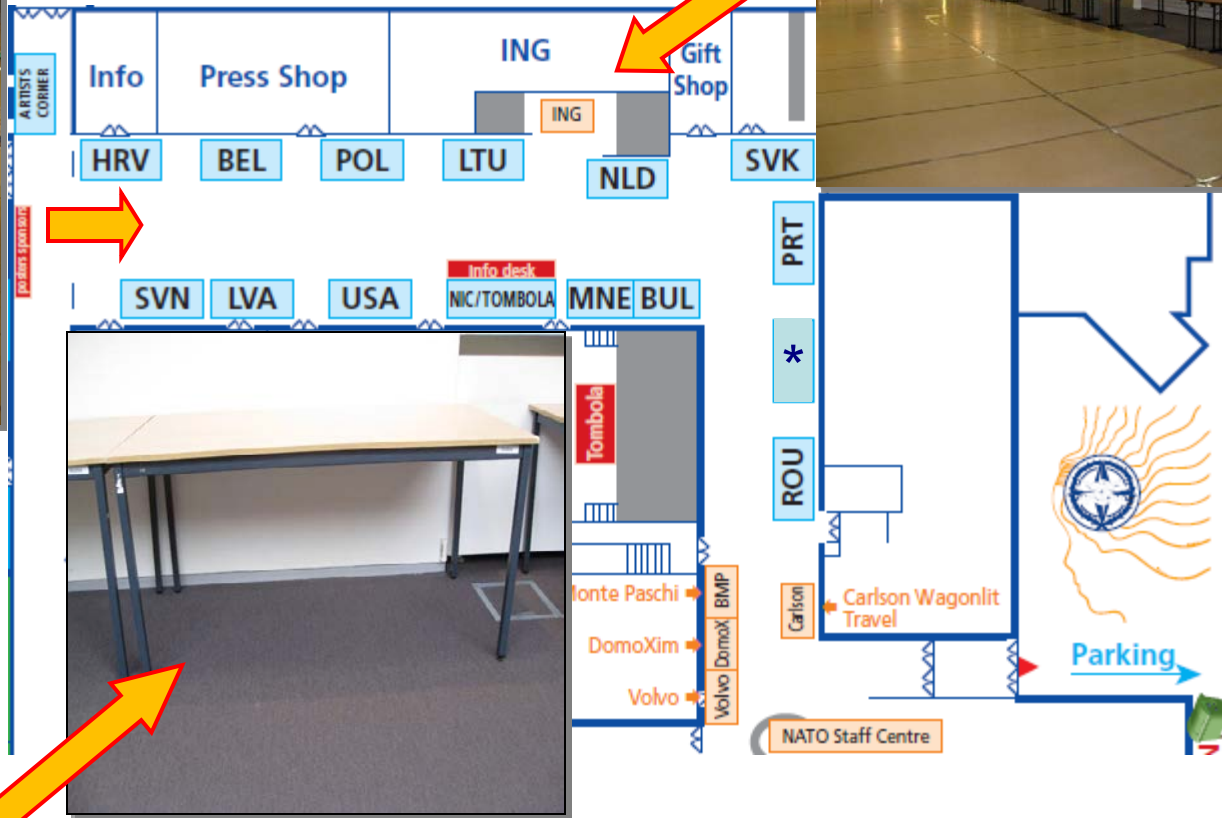 ARTISTS
CORNER
Info
Press Shop
ING
Gift
Shop
ING
HRV
BEL
POL
LTU
NLD
SVK
posters sponsors
PRT
Info desk
SVN
LVA
USA
NIC/TOMBOLA
MNE
BUL
*
Tombola
ROU
Monte Paschi
BMP
Carlson
Carlson Wagonlit
Travel
DomoXim
DomoX
Parking
Volvo
Volvo
NATO Staff Centre